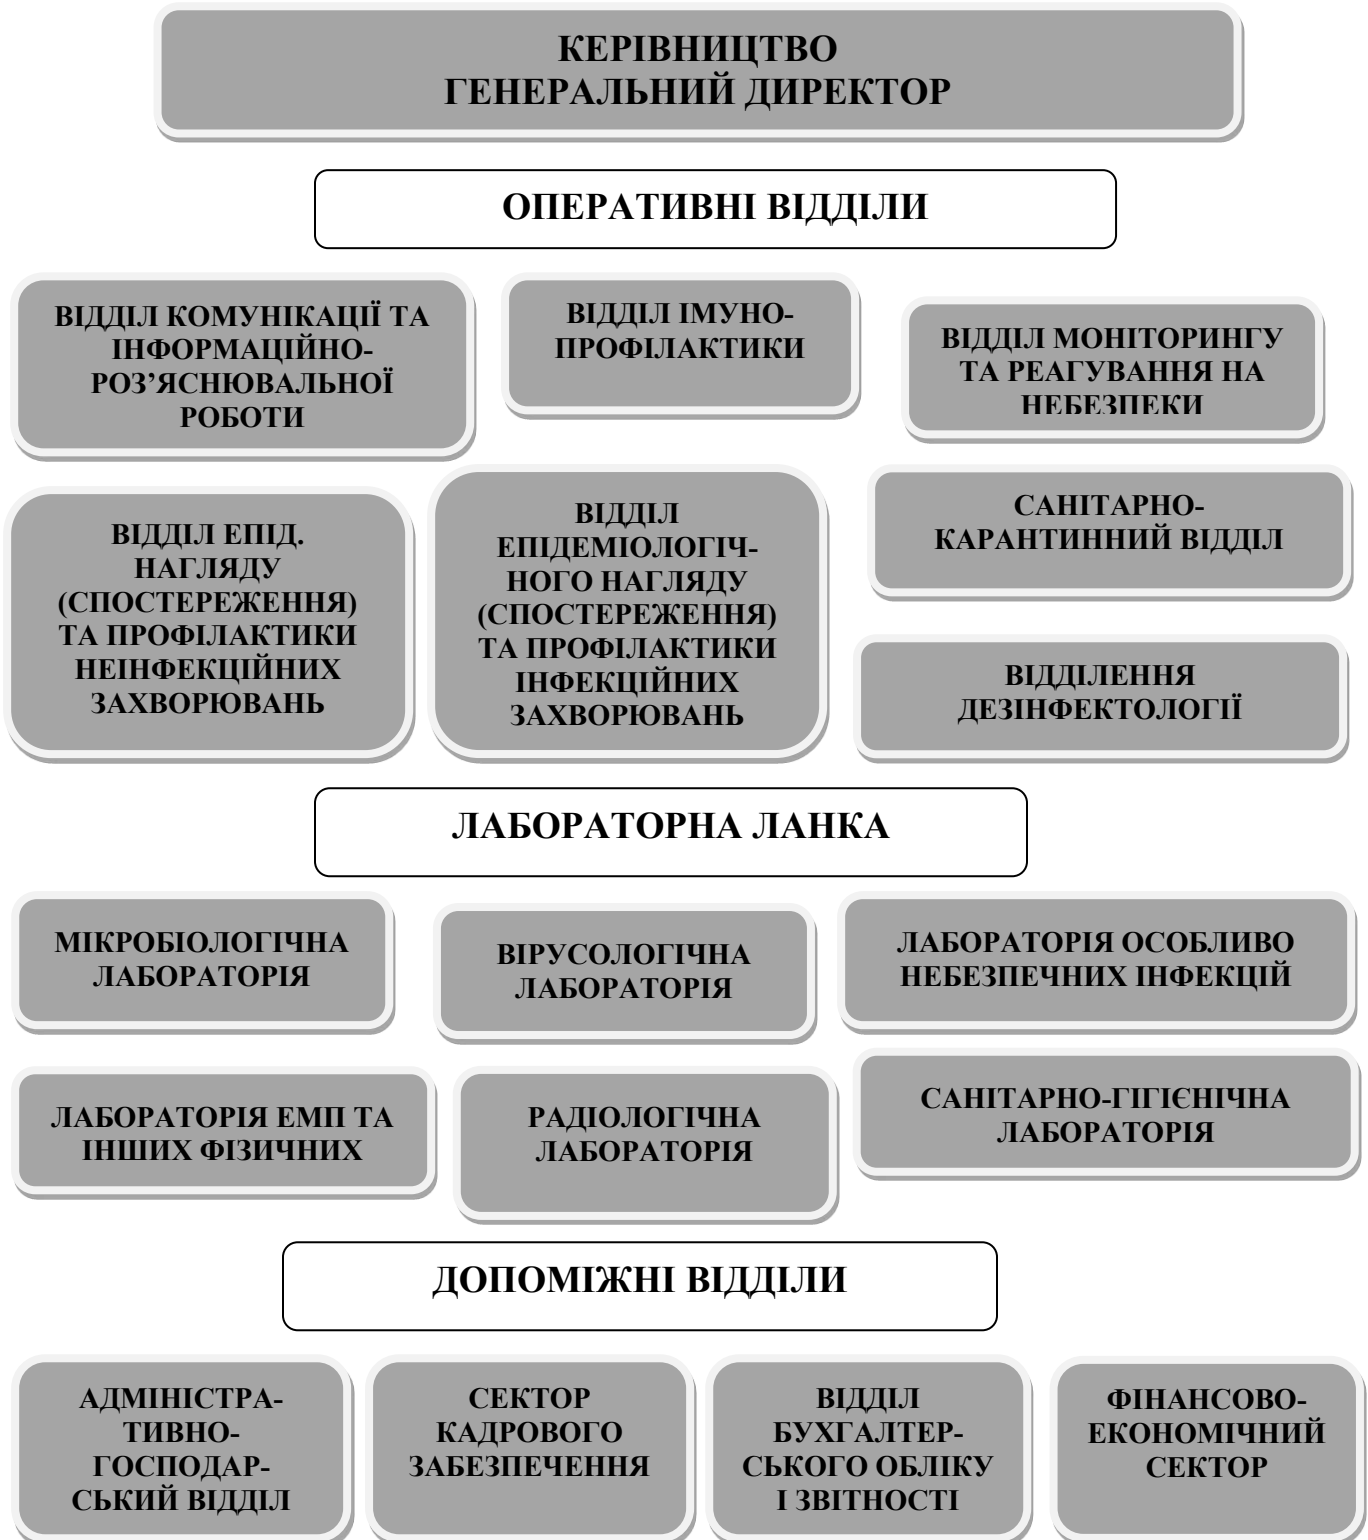 КЕРІВНИЦТВО
ГЕНЕРАЛЬНИЙ ДИРЕКТОР
ОПЕРАТИВНІ ВІДДІЛИ
ВІДДІЛ КОМУНІКАЦІЇ ТА
ІНФОРМАЦІЙНО-
РОЗ’ЯСНЮВАЛЬНОЇ
РОБОТИ
ВІДДІЛ ІМУНО-
ПРОФІЛАКТИКИ
ВІДДІЛ МОНІТОРИНГУ
ТА РЕАГУВАННЯ НА
НЕБЕЗПЕКИ
ВІДДІЛ ЕПІД.
НАГЛЯДУ
(СПОСТЕРЕЖЕННЯ)
ТА ПРОФІЛАКТИКИ
НЕІНФЕКЦІЙНИХ
ЗАХВОРЮВАНЬ
ВІДДІЛ
ЕПІДЕМІОЛОГІЧ-
НОГО НАГЛЯДУ
(СПОСТЕРЕЖЕННЯ)
ТА ПРОФІЛАКТИКИ
ІНФЕКЦІЙНИХ
ЗАХВОРЮВАНЬ
САНІТАРНО-
КАРАНТИННИЙ ВІДДІЛ
ВІДДІЛЕННЯ
ДЕЗІНФЕКТОЛОГІЇ
ЛАБОРАТОРНА ЛАНКА
МІКРОБІОЛОГІЧНА
ЛАБОРАТОРІЯ
ВІРУСОЛОГІЧНА
ЛАБОРАТОРІЯ
ЛАБОРАТОРІЯ ОСОБЛИВО
НЕБЕЗПЕЧНИХ ІНФЕКЦІЙ
ЛАБОРАТОРІЯ ЕМП ТА
ІНШИХ ФІЗИЧНИХ
РАДІОЛОГІЧНА
ЛАБОРАТОРІЯ
САНІТАРНО-ГІГІЄНІЧНА
ЛАБОРАТОРІЯ
ДОПОМІЖНІ ВІДДІЛИ
АДМІНІСТРА-
ТИВНО-
ГОСПОДАР-
СЬКИЙ ВІДДІЛ
СЕКТОР
КАДРОВОГО
ЗАБЕЗПЕЧЕННЯ
ВІДДІЛ
БУХГАЛТЕР-
СЬКОГО ОБЛІКУ
І ЗВІТНОСТІ
ФІНАНСОВО-
ЕКОНОМІЧНИЙ
СЕКТОР